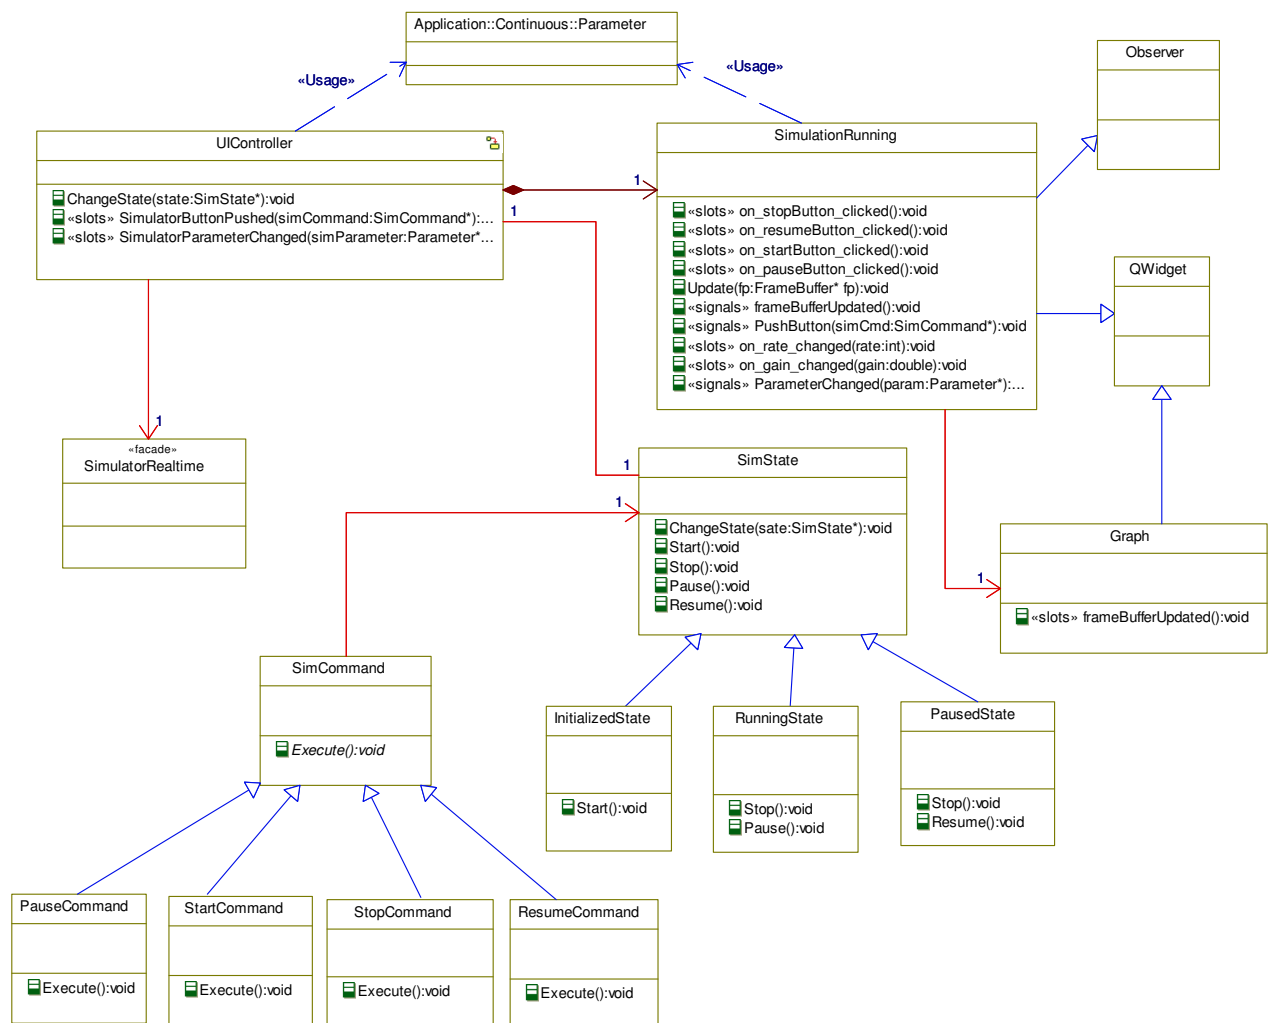 Application::Continuous::Parameter
«Usage»
«Usage»
Observer
UIController
ChangeState(state:SimState*):void
«slots» SimulatorButtonPushed(simCommand:SimCommand*):...
«slots» SimulatorParameterChanged(simParameter:Parameter*...
1
1
SimulationRunning
«slots» on_stopButton_clicked():void
«slots» on_resumeButton_clicked():void
«slots» on_startButton_clicked():void
«slots» on_pauseButton_clicked():void
Update(fp:FrameBuffer* fp):void
«signals» frameBufferUpdated():void
«signals» PushButton(simCmd:SimCommand*):void
«slots» on_rate_changed(rate:int):void
«slots» on_gain_changed(gain:double):void
«signals» ParameterChanged(param:Parameter*):...
QWidget
1
«facade»
SimulatorRealtime
1
1
SimState
ChangeState(sate:SimState*):void
Start():void
Stop():void
Pause():void
Resume():void
1
Graph
«slots» frameBufferUpdated():void
SimCommand
Execute():void
InitializedState
Start():void
RunningState
Stop():void
Pause():void
PausedState
Stop():void
Resume():void
PauseCommand
Execute():void
StartCommand
Execute():void
StopCommand
Execute():void
ResumeCommand
Execute():void